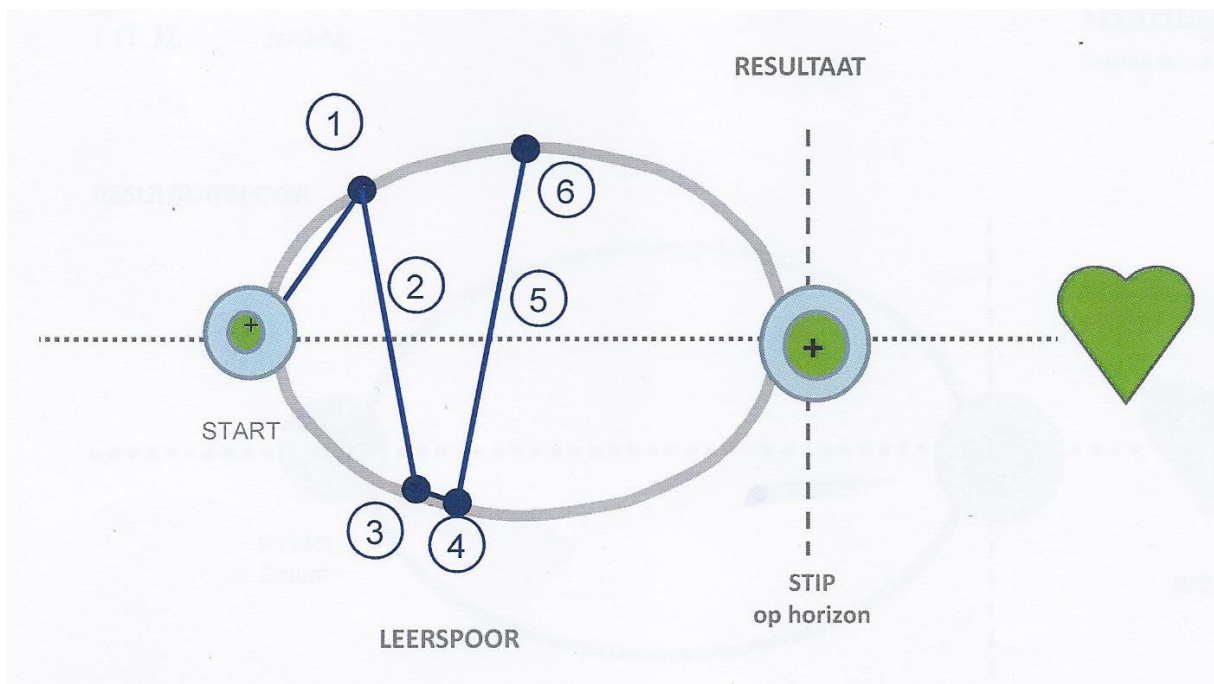 RESULTAAT
1
6
2
5
+
+
START
3
4
STIP
op horizon
LEERSPOOR